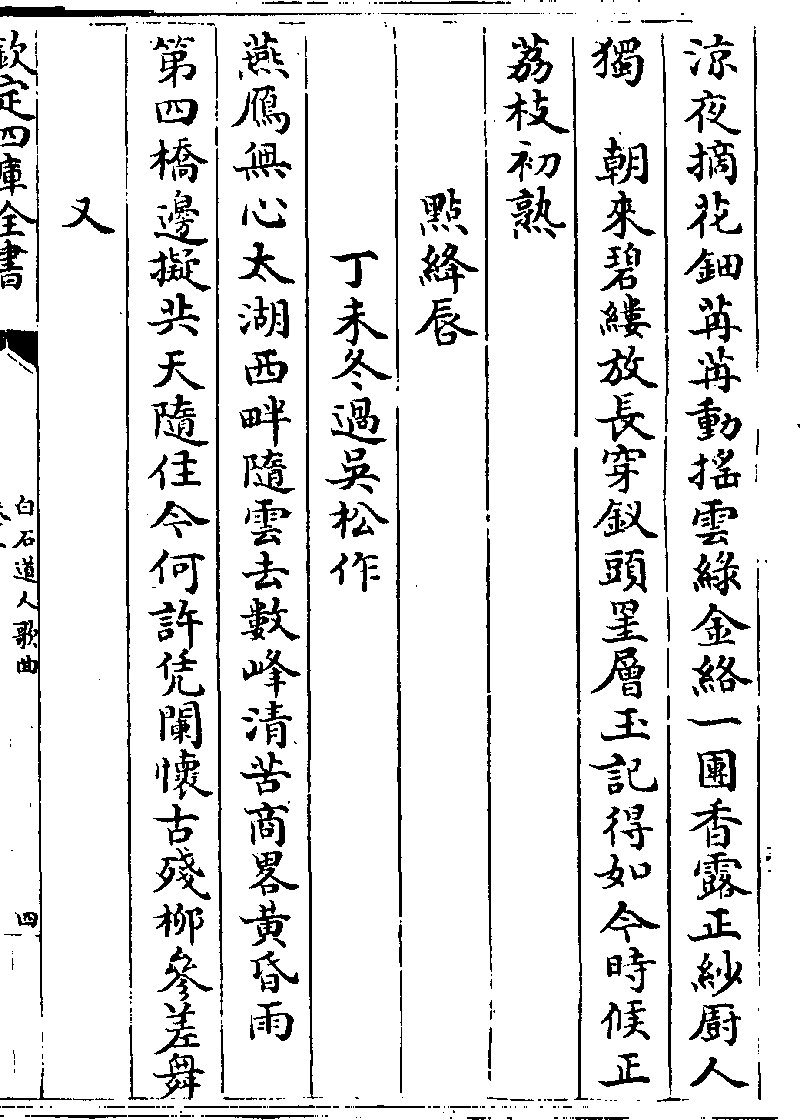 涼夜摘花鈿苒苒動搖雲綠金絡一團香露正紗厨人
獨　朝來碧縷放長穿釵頭罣層玉記得如今時候正
荔枝初熟
點絳唇
丁未冬過吳松作
燕鴈無心太湖西畔隨雲去數峰清苦商畧黃昏雨
第四橋邊擬共天隨住今何許凭闌懷古殘柳參差舞
又
欽定四庫全書
白石道人歌曲
四